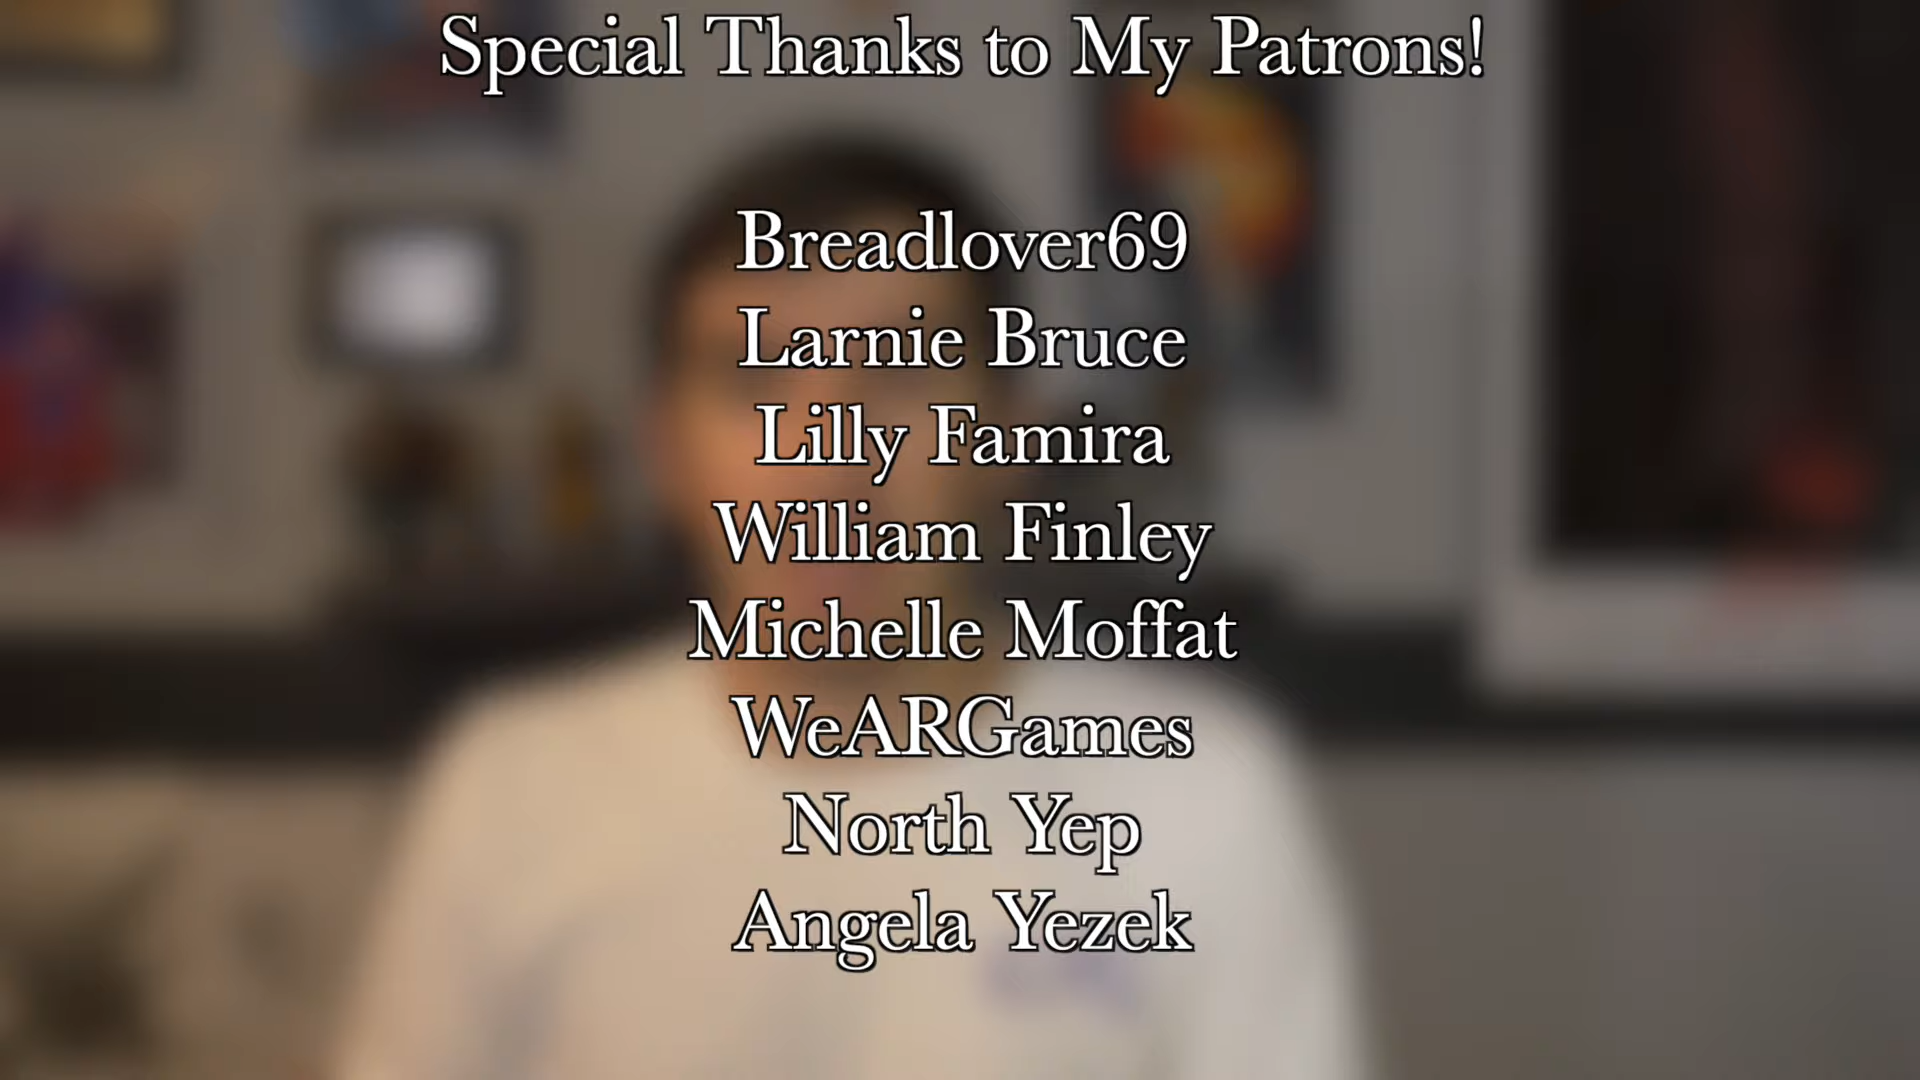 Special Thanks to My Patrons!
Breadlover69
Larnie Bruce
Lilly Famira
William Finley
Michelle Moffat
WeARGames
North Yep
Angela Yezek